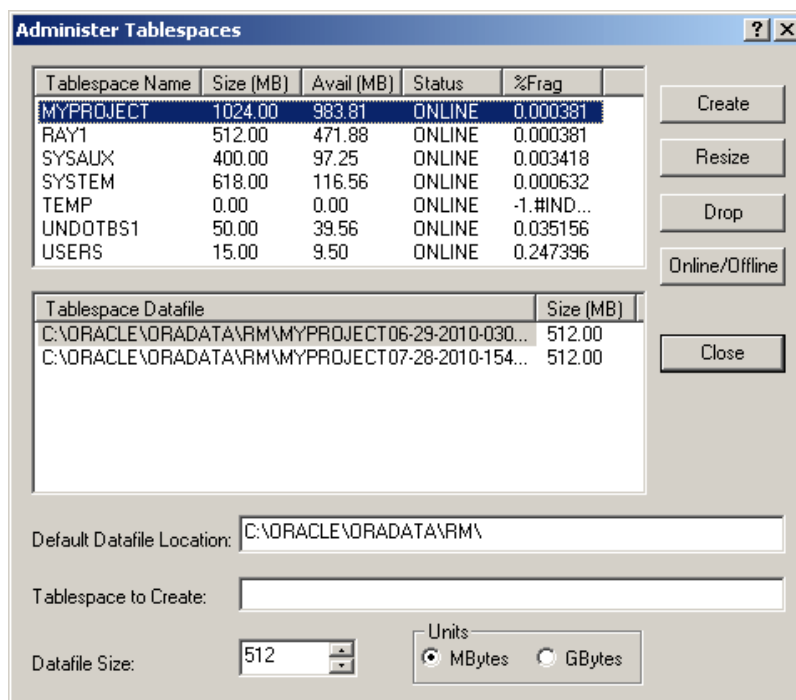 Administer Tablespaces
Tablespace Name Size (MB) Avail (MB) Status %Frag
MYPROJECT 1024.00 983.81 ONLINE 0.000381
RAY1 512.00 471.88 ONLINE 0.000381
SYSAUX 400.00 97.25 ONLINE 0.003418
SYSTEM 618.00 116.56 ONLINE 0.000632
TEMP 0.00 0.00 ONLINE -1.#IND...
UNDOTBS1 50.00 39.56 ONLINE 0.035156
USERS 15.00 9.50 ONLINE 0.247396
Create
Resize
Drop
Online/Offline
Close
Tablespace Datafile Size (MB)
C:\ORACLE\ORADATA\RM\MYPROJECT06-29-2010-030... 512.00
C:\ORACLE\ORADATA\RM\MYPROJECT07-28-2010-154... 512.00
Default Datafile Location: C:\ORACLE\ORADATA\RM\
Tablespace to Create:
Datafile Size: 512
Units
MBytes GBytes